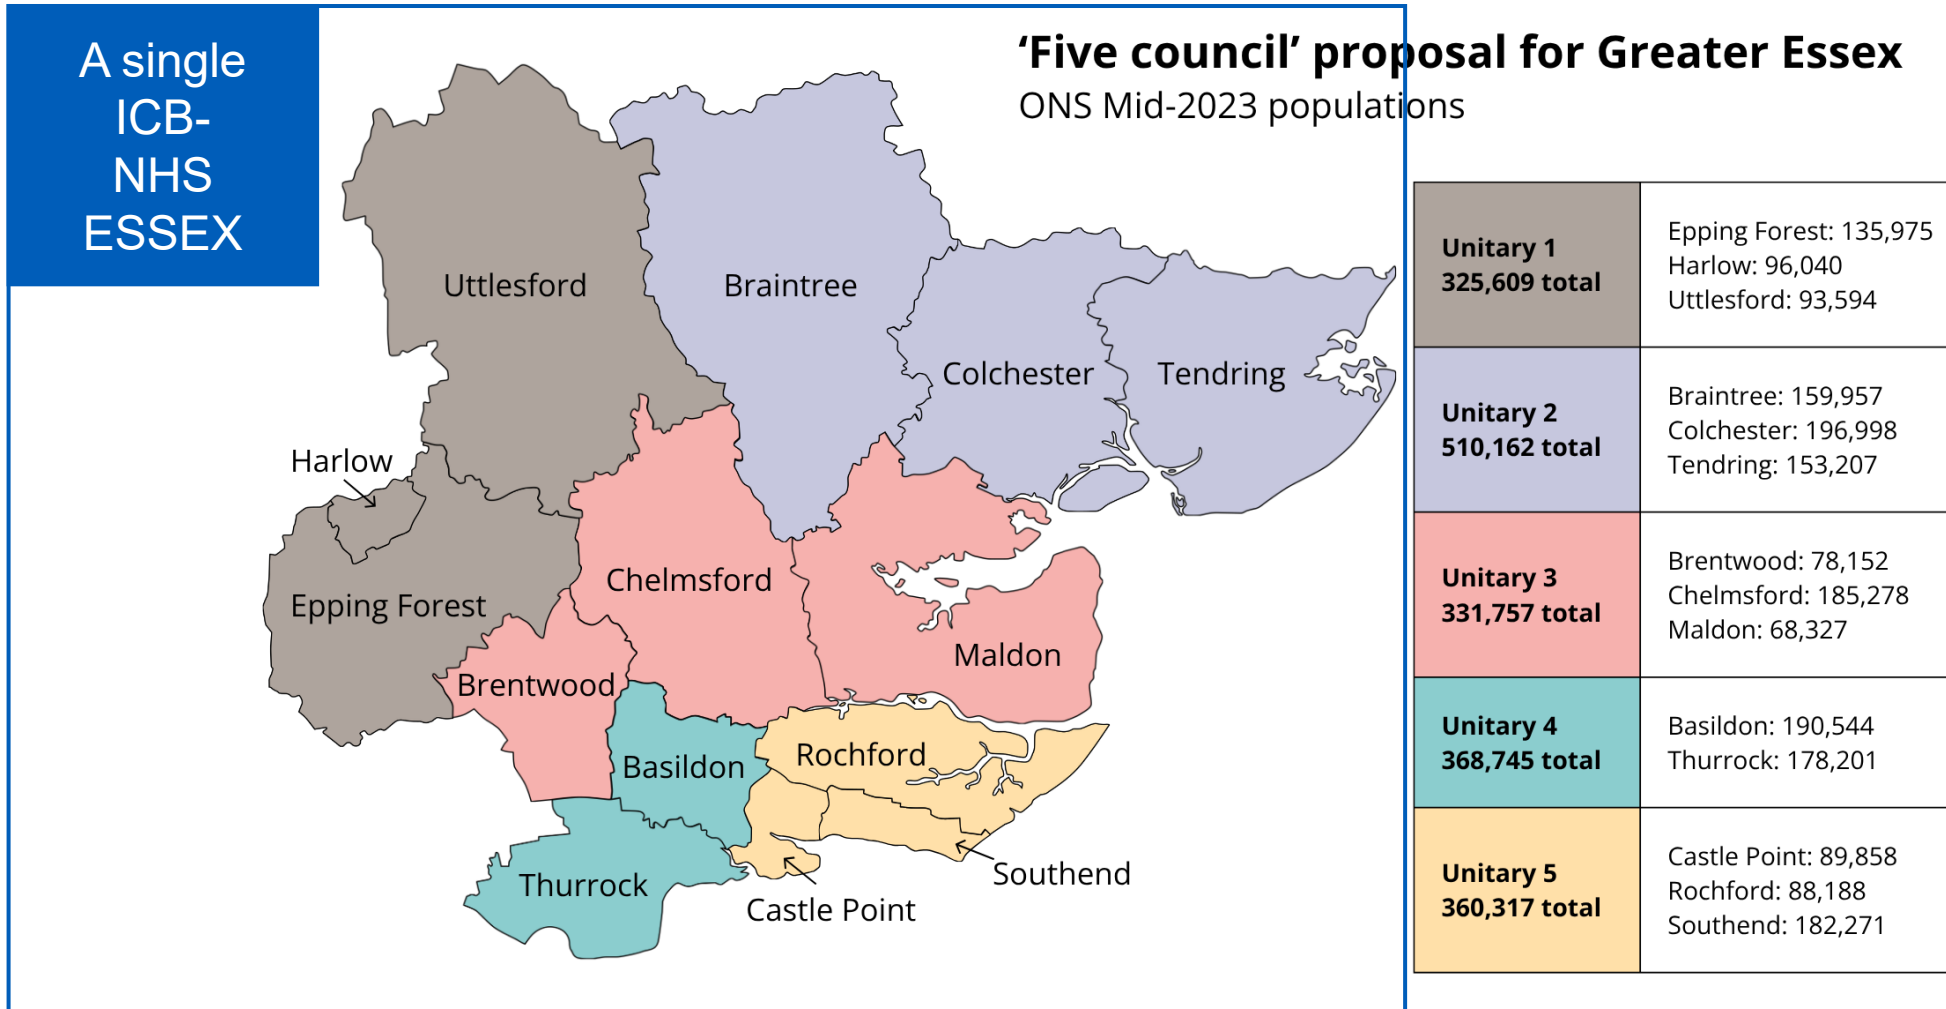 A single
ICB-
NHS
ESSEX
‘Five council’ proposal for Greater Essex
ONS Mid-2023 populations
Uttlesford
Braintree
Colchester
Tendring
Harlow
Epping Forest
Chelmsford
Maldon
Brentwood
Basildon
Rochford
Thurrock
Castle Point
Southend
Unitary 1
325,609 total
Epping Forest: 135,975
Harlow: 96,040
Uttlesford: 93,594
Unitary 2
510,162 total
Braintree: 159,957
Colchester: 196,998
Tendring: 153,207
Unitary 3
331,757 total
Brentwood: 78,152
Chelmsford: 185,278
Maldon: 68,327
Unitary 4
368,745 total
Basildon: 190,544
Thurrock: 178,201
Unitary 5
360,317 total
Castle Point: 89,858
Rochford: 88,188
Southend: 182,271